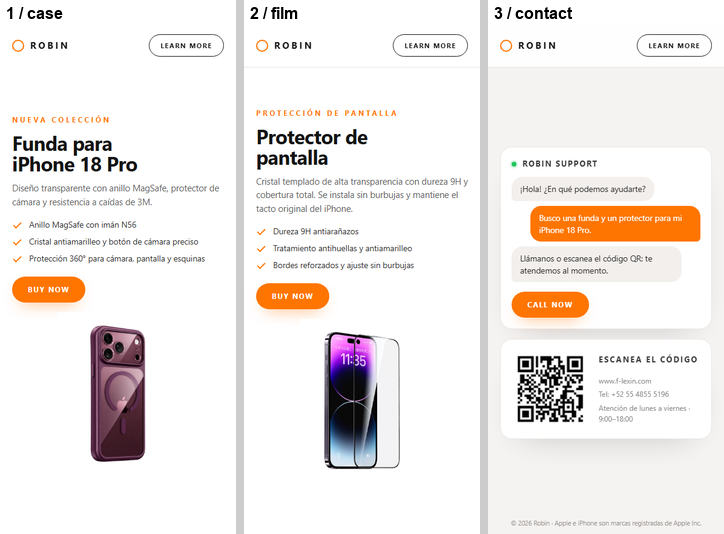 1 / case
ROBIN
LEARN MORE
NUEVA COLECCIÓN
Funda para
iPhone 18 Pro
Diseño transparente con anillo MagSafe, protector de
cámara y resistencia a caídas de 3M.
Anillo MagSafe con imán N56
Cristal antiamarilleo y botón de cámara preciso
Protección 360° para cámara, pantalla y esquinas
BUY NOW
2 / film
ROBIN
LEARN MORE
PROTECCIÓN DE PANTALLA
Protector de
pantalla
Cristal templado de alta transparencia con dureza 9H y
cobertura total. Se instala sin burbujas y mantiene el
tacto original del iPhone.
Dureza 9H antiarañazos
Tratamiento antihuellas y antiamarilleo
Bordes reforzados y ajuste sin burbujas
BUY NOW
11:35
3 / contact
ROBIN
LEARN MORE
ROBIN SUPPORT
¡Hola! ¿En qué podemos ayudarte?
Busco una funda y un protector para mi
iPhone 18 Pro.
Llámanos o escanea el código QR: te
atendemos al momento.
CALL NOW
ESCANEA EL CÓDIGO
www.f-lexin.com
Tel: +52 55 4855 5196
Atención de lunes a viernes ·
9:00–18:00
© 2026 Robin · Apple e iPhone son marcas registradas de Apple Inc.